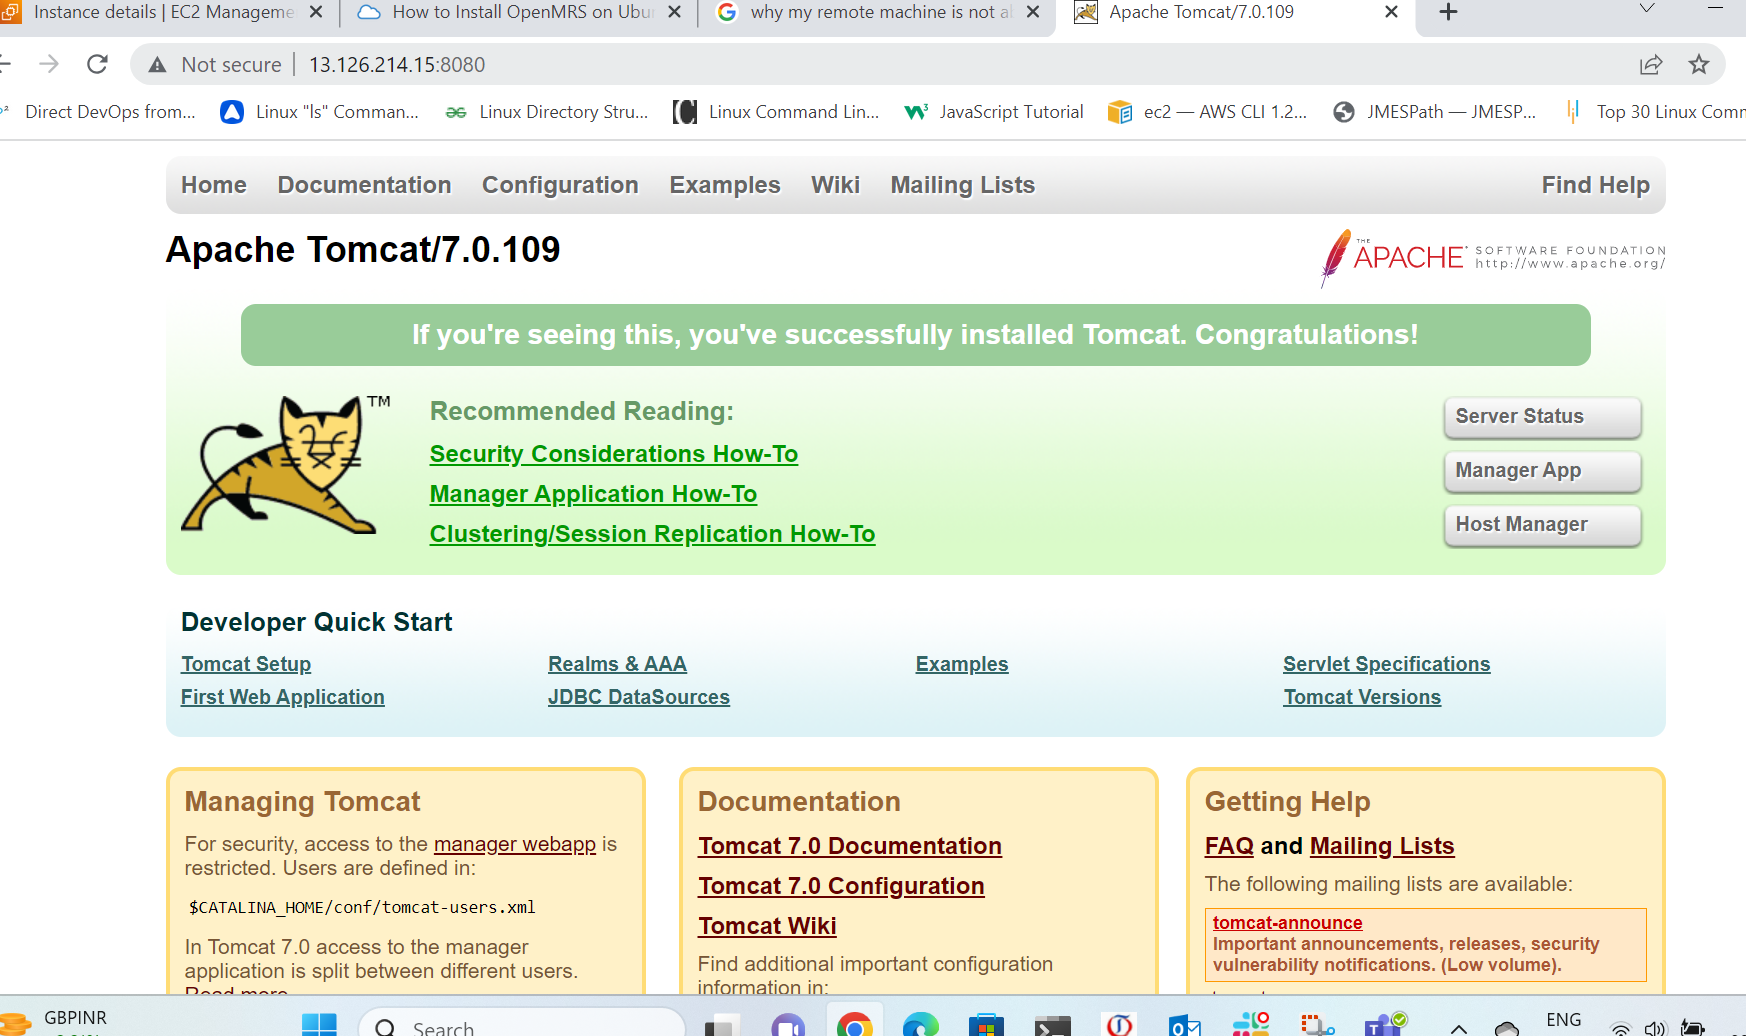 Instance details | EC2 Manageme
How to Install OpenMRS on Ubu
why my remote machine is not a
Apache Tomcat/7.0.109
Not secure
13.126.214.15:8080
Direct DevOps from...
Linux "ls" Comman...
Linux Directory Stru...
Linux Command Lin...
JavaScript Tutorial
ec2 — AWS CLI 1.2...
JMESPath — JMESP...
Top 30 Linux Comm
Home
Documentation
Configuration
Examples
Wiki
Mailing Lists
Find Help
Apache Tomcat/7.0.109
THE APACHE SOFTWARE FOUNDATION
http://www.apache.org/
If you're seeing this, you've successfully installed Tomcat. Congratulations!
TM
Recommended Reading:
Security Considerations How-To
Manager Application How-To
Clustering/Session Replication How-To
Server Status
Manager App
Host Manager
Developer Quick Start
Tomcat Setup
First Web Application
Realms & AAA
JDBC DataSources
Examples
Servlet Specifications
Tomcat Versions
Managing Tomcat
For security, access to the manager webapp is
restricted. Users are defined in:
$CATALINA_HOME/conf/tomcat-users.xml
In Tomcat 7.0 access to the manager
application is split between different users.
Read more...
Documentation
Tomcat 7.0 Documentation
Tomcat 7.0 Configuration
Tomcat Wiki
Find additional important configuration
information in:
Getting Help
FAQ and Mailing Lists
The following mailing lists are available:
tomcat-announce
Important announcements, releases, security
vulnerability notifications. (Low volume).
GBPINR
Search
ENG